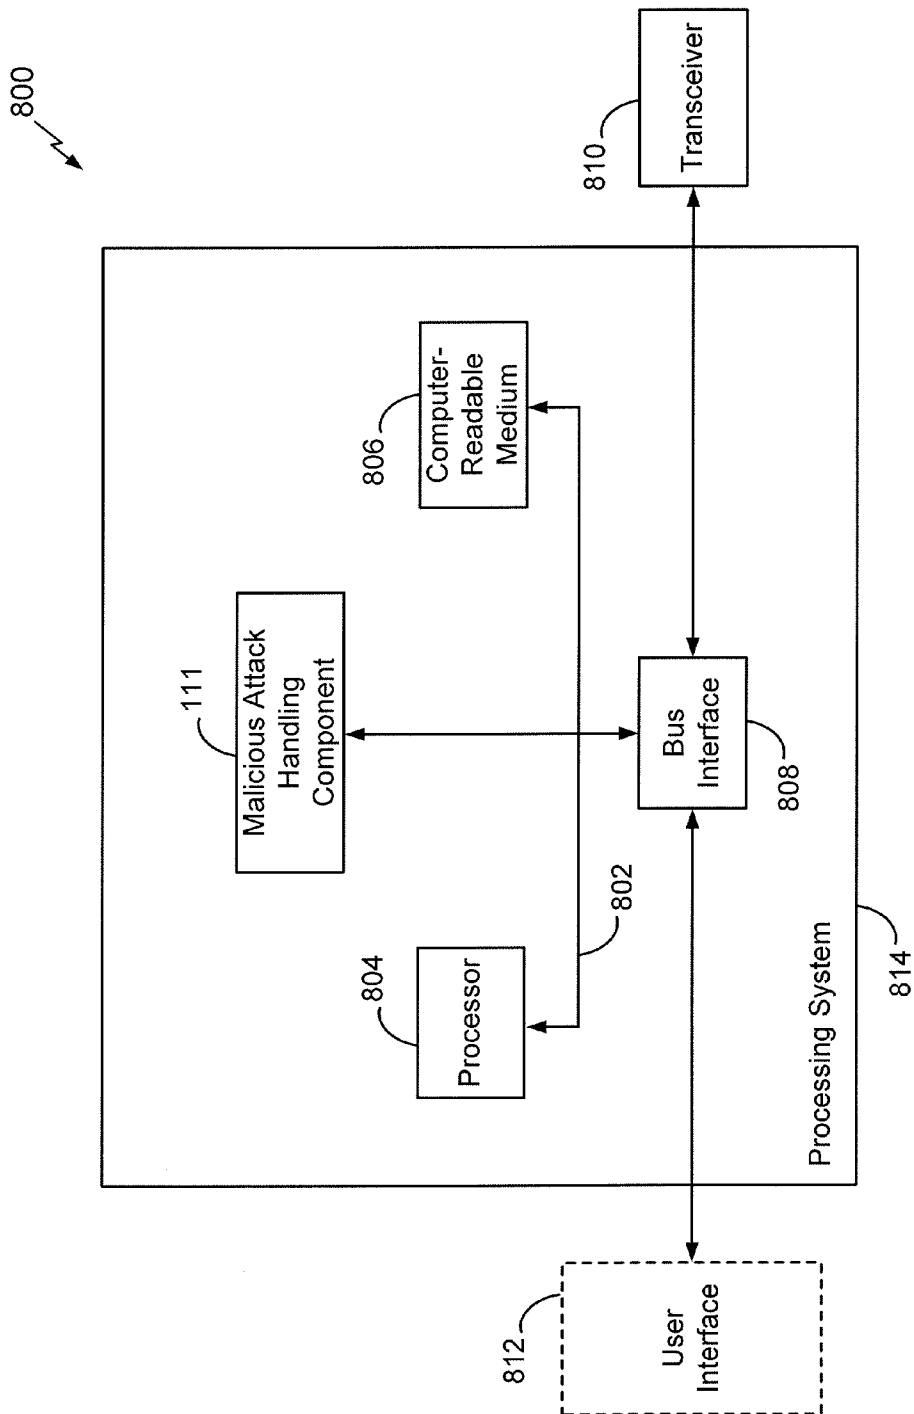 800
810
Transceiver
806
Computer-
Readable
Medium
111
Malicious Attack
Handling
Component
Bus
Interface
808
802
804
Processor
Processing System
814
812
User
Interface